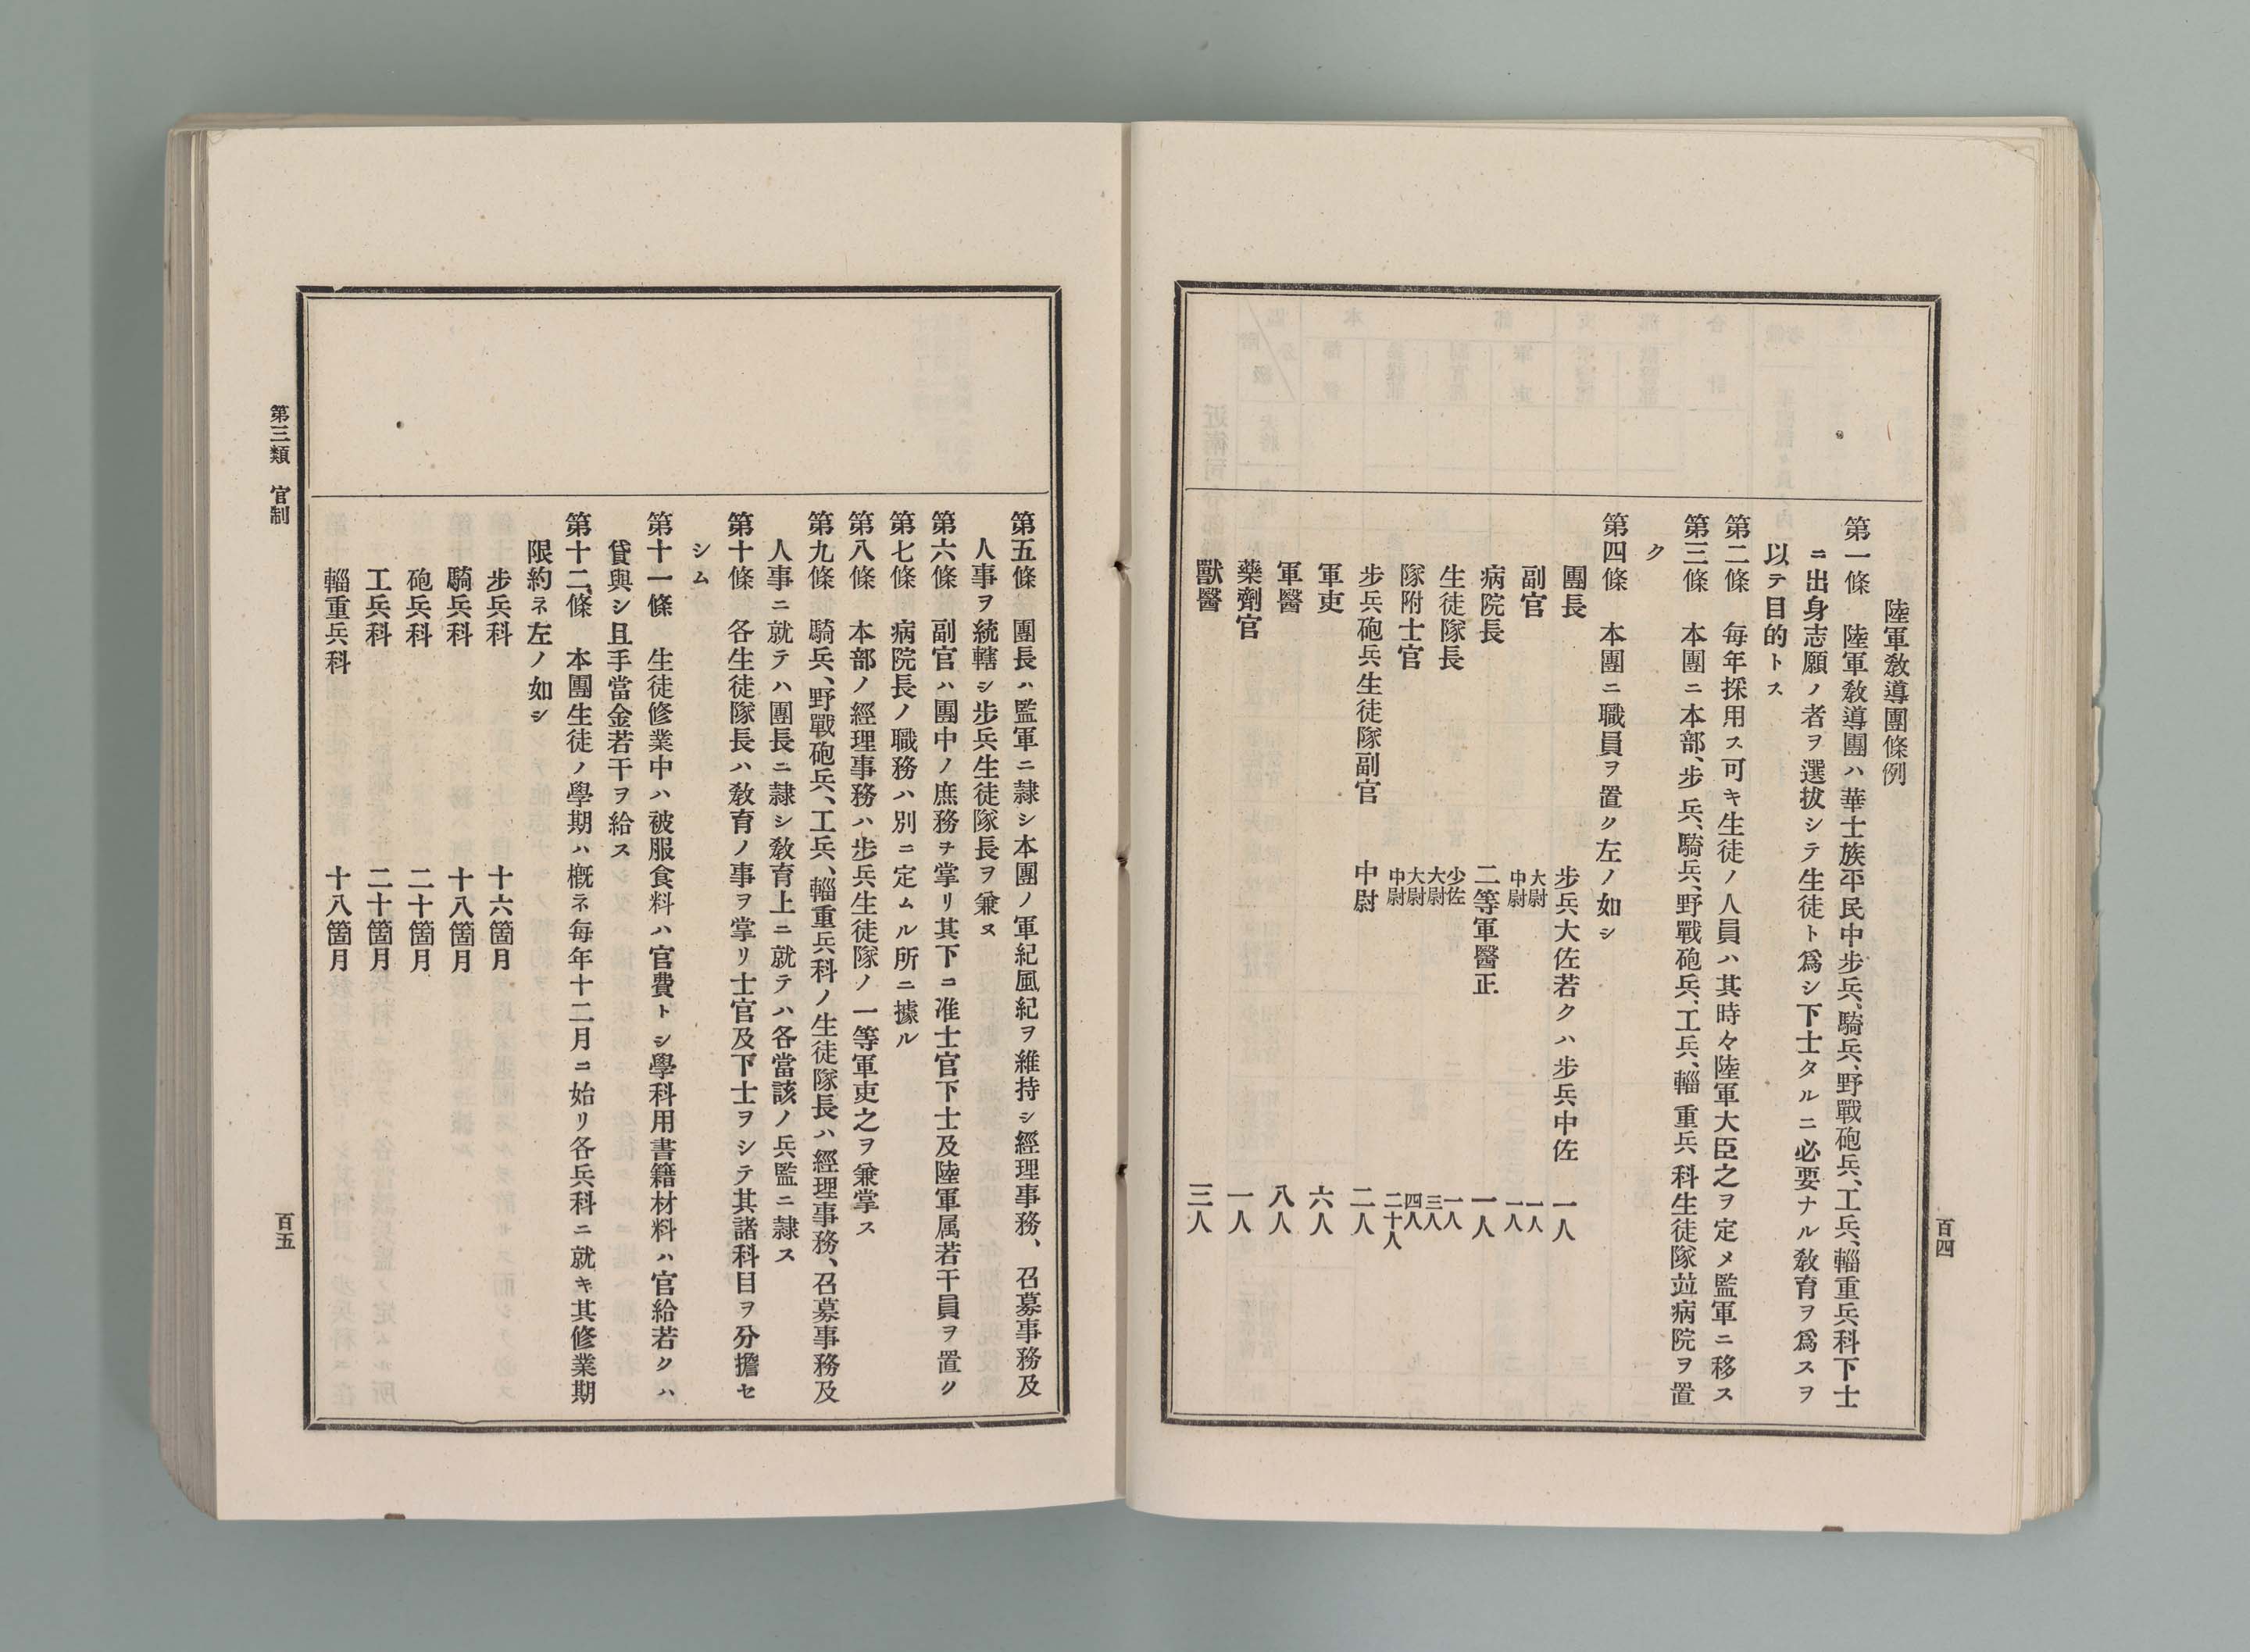 陸軍敎導團條例
第一條　陸軍敎導團ハ華士族平民中步兵、騎兵、野戰砲兵、工兵、輜重兵科下士
ニ出身志願ノ者ヲ選拔シテ生徒ト爲シ下士タルニ必要ナル敎育ヲ爲スヲ
以テ目的トス
第二條　每年採用ス可キ生徒ノ人員ハ其時々陸軍大臣之ヲ定メ監軍ニ移ス
第三條　本團ニ本部、步兵、騎兵、野戰砲兵、工兵、輜重兵科生徒隊竝病院ヲ置
ク
第四條　本團ニ職員ヲ置ク左ノ如シ
團長　步兵大佐若クハ步兵中佐　一人
副官　大尉　一人
中尉　一人
病院長　二等軍醫正　一人
生徒隊長　少佐　一人
大尉　三人
隊附士官　大尉　四人
中尉　二十人
步兵砲兵生徒隊副官　中尉　二人
軍吏　六人
軍醫　八人
藥劑官　一人
獸醫　三人
百四
第五條　團長ハ監軍ニ隷シ本團ノ軍紀風紀ヲ維持シ經理事務、召募事務及
人事ヲ統轄シ步兵生徒隊長ヲ兼ヌ
第六條　副官ハ團中ノ庶務ヲ掌リ其下ニ准士官下士及陸軍属若干員ヲ置ク
第七條　病院長ノ職務ハ別ニ定ムル所ニ據ル
第八條　本部ノ經理事務ハ步兵生徒隊ノ一等軍吏之ヲ兼掌ス
第九條　騎兵、野戰砲兵、工兵、輜重兵科ノ生徒隊長ハ經理事務、召募事務及
人事ニ就テハ團長ニ隷シ敎育上ニ就テハ各當該ノ兵監ニ隷ス
第十條　各生徒隊長ハ敎育ノ事ヲ掌リ士官及下士ヲシテ其諸科目ヲ分擔セ
シム
第十一條　生徒修業中ハ被服食料ハ官費トシ學科用書籍材料ハ官給若クハ
貸與シ且手當金若干ヲ給ス
第十二條　本團生徒ノ學期ハ槪ネ每年十二月ニ始リ各兵科ニ就キ其修業期
限約ネ左ノ如シ
步兵科　十六箇月
騎兵科　十八箇月
砲兵科　二十箇月
工兵科　二十箇月
輜重兵科　十八箇月
第三類　官制
百五